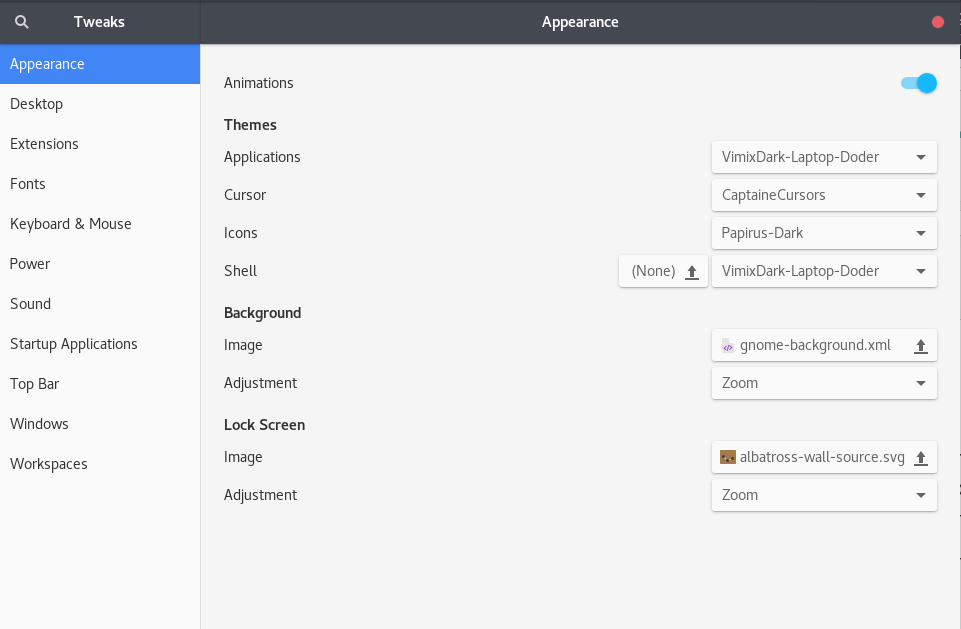 Tweaks
Appearance
Appearance
Desktop
Extensions
Fonts
Keyboard & Mouse
Power
Sound
Startup Applications
Top Bar
Windows
Workspaces
Animations
Themes
Applications VimixDark-Laptop-Doder
Cursor CaptaineCursors
Icons Papirus-Dark
Shell (None) VimixDark-Laptop-Doder
Background
Image gnome-background.xml
Adjustment Zoom
Lock Screen
Image albatross-wall-source.svg
Adjustment Zoom